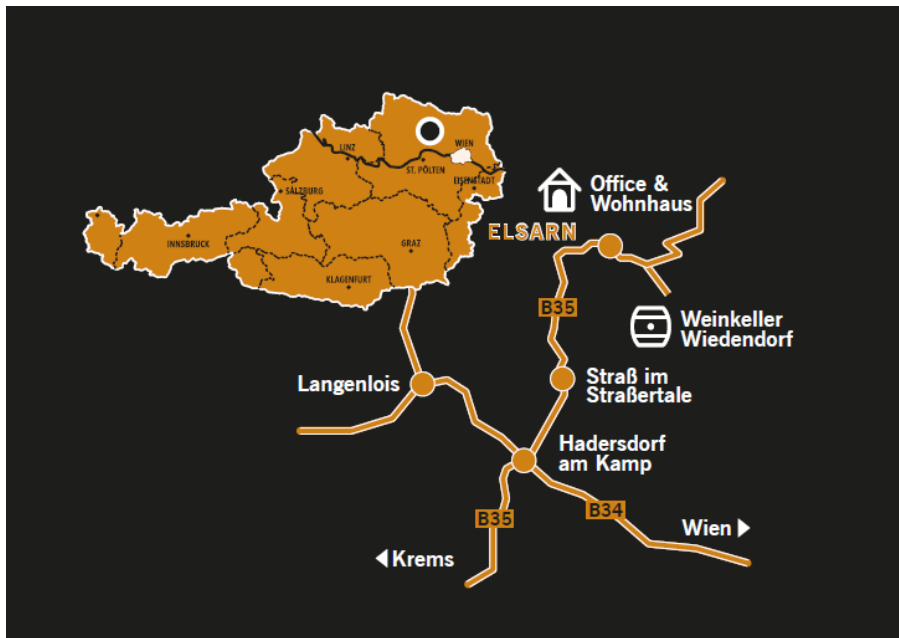 LINZ
WIEN
ST. PÖLTEN
EISENSTADT
SALZBURG
INNSBRUCK
GRAZ
KLAGENFURT
Office &
Wohnhaus
ELSARN
B35
Weinkeller
Wiedendorf
Langenlois
Straß im
Straßertale
Hadersdorf
am Kamp
B35
B34
Wien
Krems